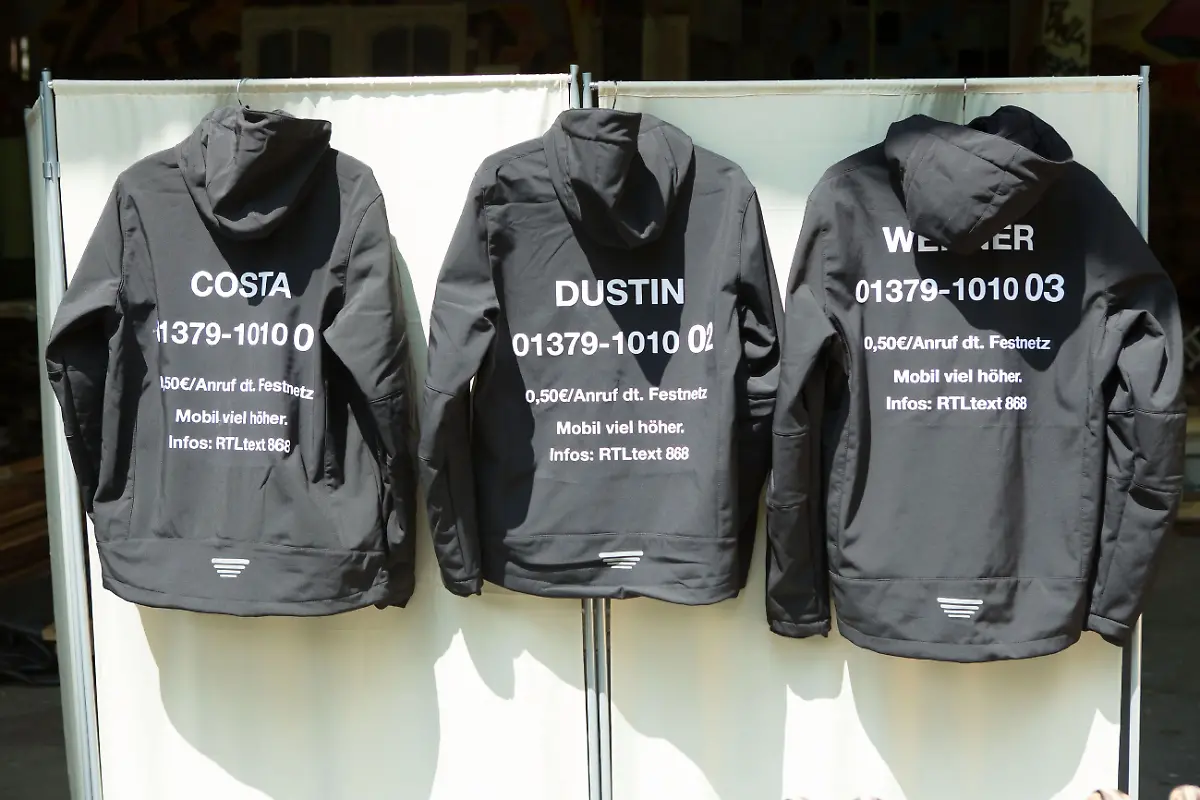 COSTA
1379-1010 0
,50€/Anruf dt. Festnetz
Mobil viel höher.
Infos: RTLtext 868
DUSTIN
01379-1010 02
0,50€/Anruf dt. Festnetz
Mobil viel höher.
Infos: RTLtext 868
01379-1010 03
0,50€/Anruf dt. Festnetz
Mobil viel höher.
Infos: RTLtext 868